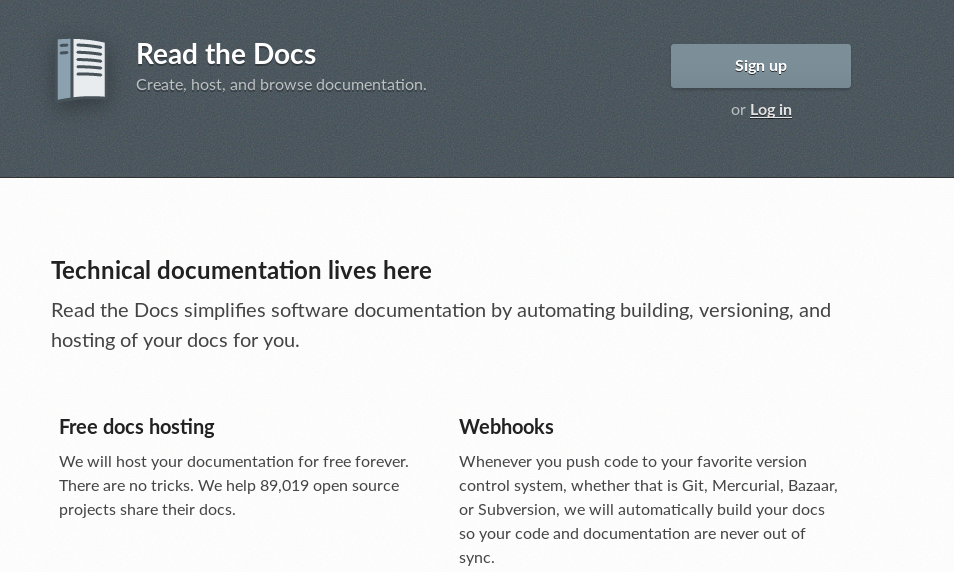 Read the Docs
Create, host, and browse documentation.
Sign up
or Log in
Technical documentation lives here
Read the Docs simplifies software documentation by automating building, versioning, and
hosting of your docs for you.
Free docs hosting
We will host your documentation for free forever.
There are no tricks. We help 89,019 open source
projects share their docs.
Webhooks
Whenever you push code to your favorite version
control system, whether that is Git, Mercurial, Bazaar,
or Subversion, we will automatically build your docs
so your code and documentation are never out of
sync.